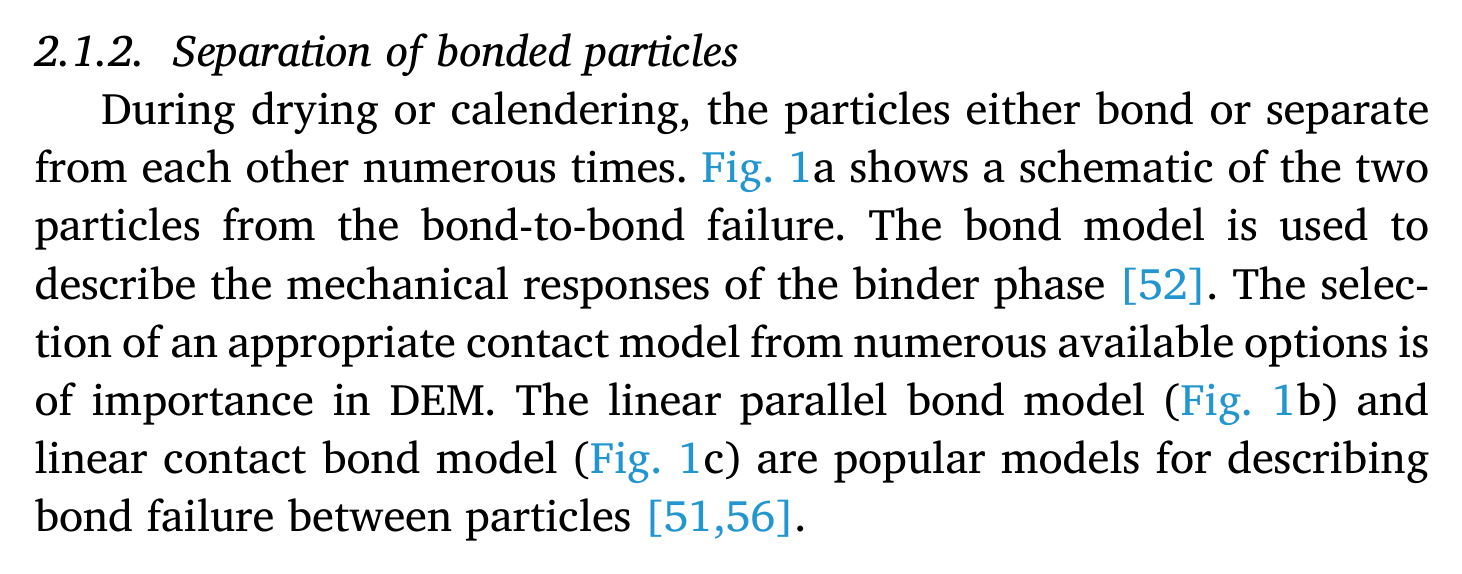 2.1.2. Separation of bonded particles
During drying or calendering, the particles either bond or separate
from each other numerous times. Fig. 1a shows a schematic of the two
particles from the bond-to-bond failure. The bond model is used to
describe the mechanical responses of the binder phase [52]. The selec-
tion of an appropriate contact model from numerous available options is
of importance in DEM. The linear parallel bond model (Fig. 1b) and
linear contact bond model (Fig. 1c) are popular models for describing
bond failure between particles [51,56].